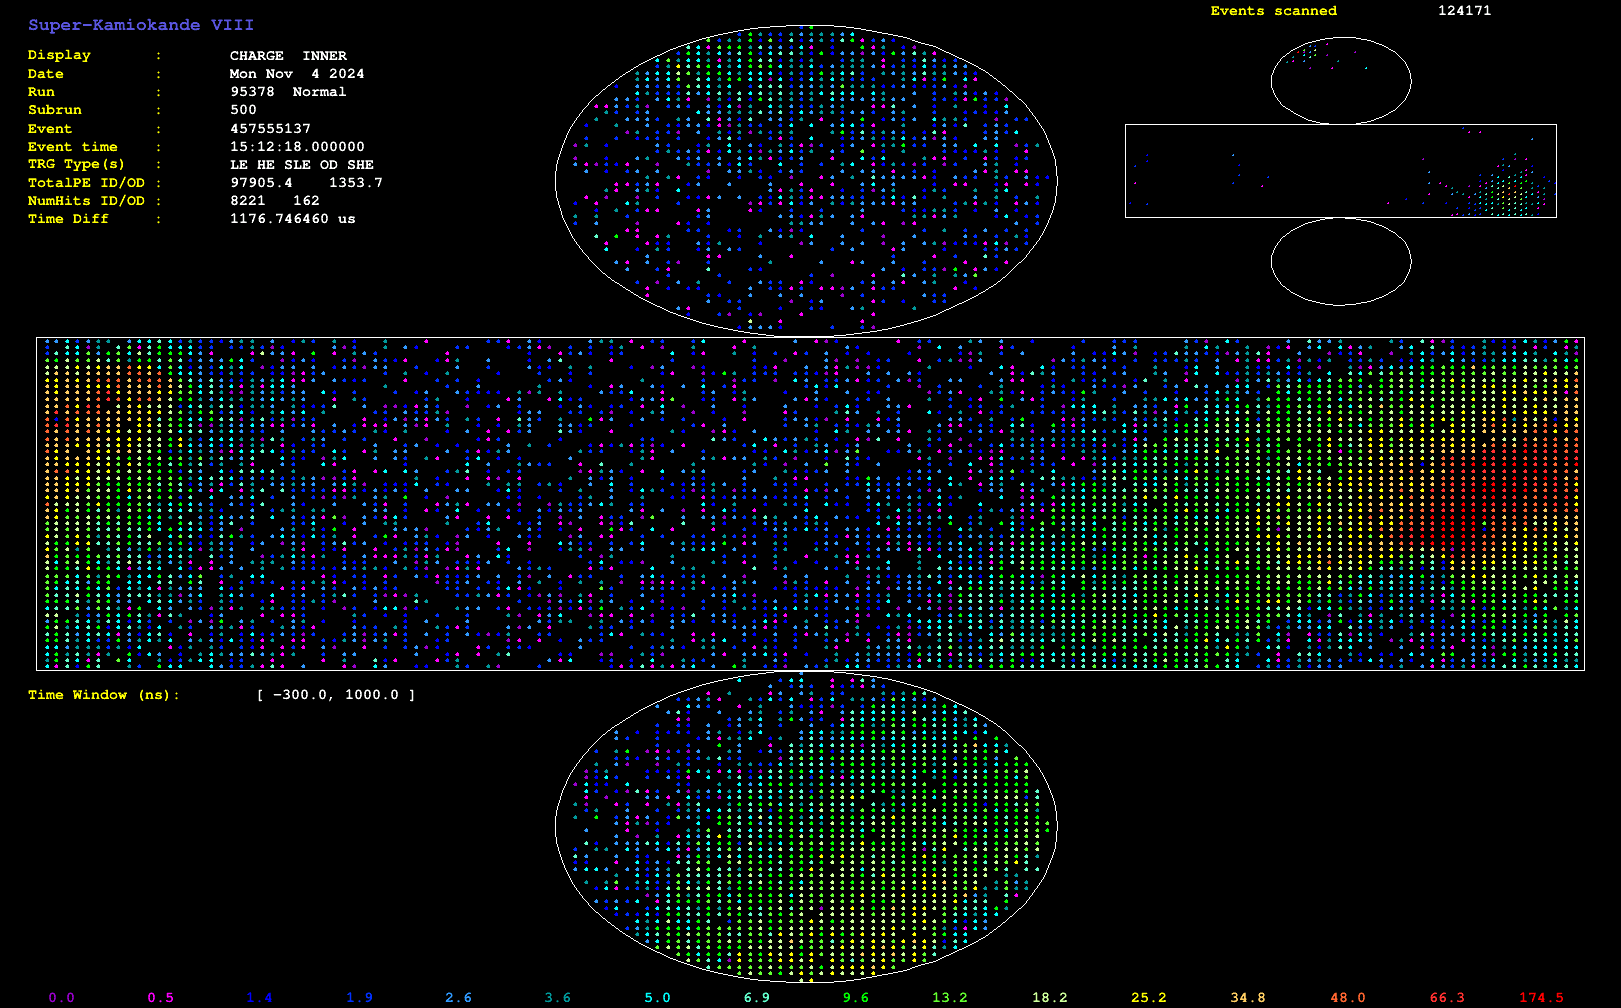 Super-Kamiokande VIII
Events scanned 124171
Display : CHARGE INNER
Date : Mon Nov 4 2024
Run : 95378 Normal
Subrun : 500
Event : 457555137
Event time : 15:12:18.000000
TRG Type(s) : LE HE SLE OD SHE
TotalPE ID/OD : 97905.4 1353.7
NumHits ID/OD : 8221 162
Time Diff : 1176.746460 us
Time Window (ns): [ -300.0, 1000.0 ]
0.0 0.5 1.4 1.9 2.6 3.6 5.0 6.9 9.6 13.2 18.2 25.2 34.8 48.0 66.3 174.5